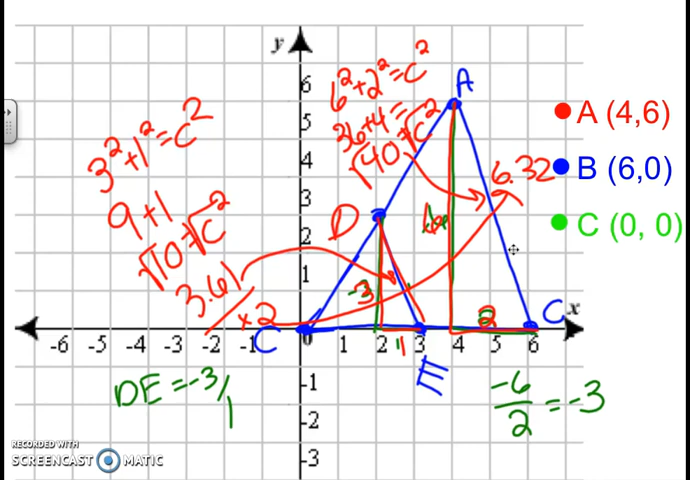 y
A
6² + 2² = c²
36 + 4 =
√40 = √c²
6.32
3² + 1² = c²
9 + 1
√10 = √c²
3.61
× 2
A (4,6)
B (6,0)
C (0, 0)
D
6
5
4
3
2
1
-3
6
2
1
C
C
x
-6 -5 -4 -3 -2 -1 0 1 2 3 4 5 6
E
-1
-2
-3
DE = -3/1
-6/2 = -3
RECORDED WITH
SCREENCAST MATIC